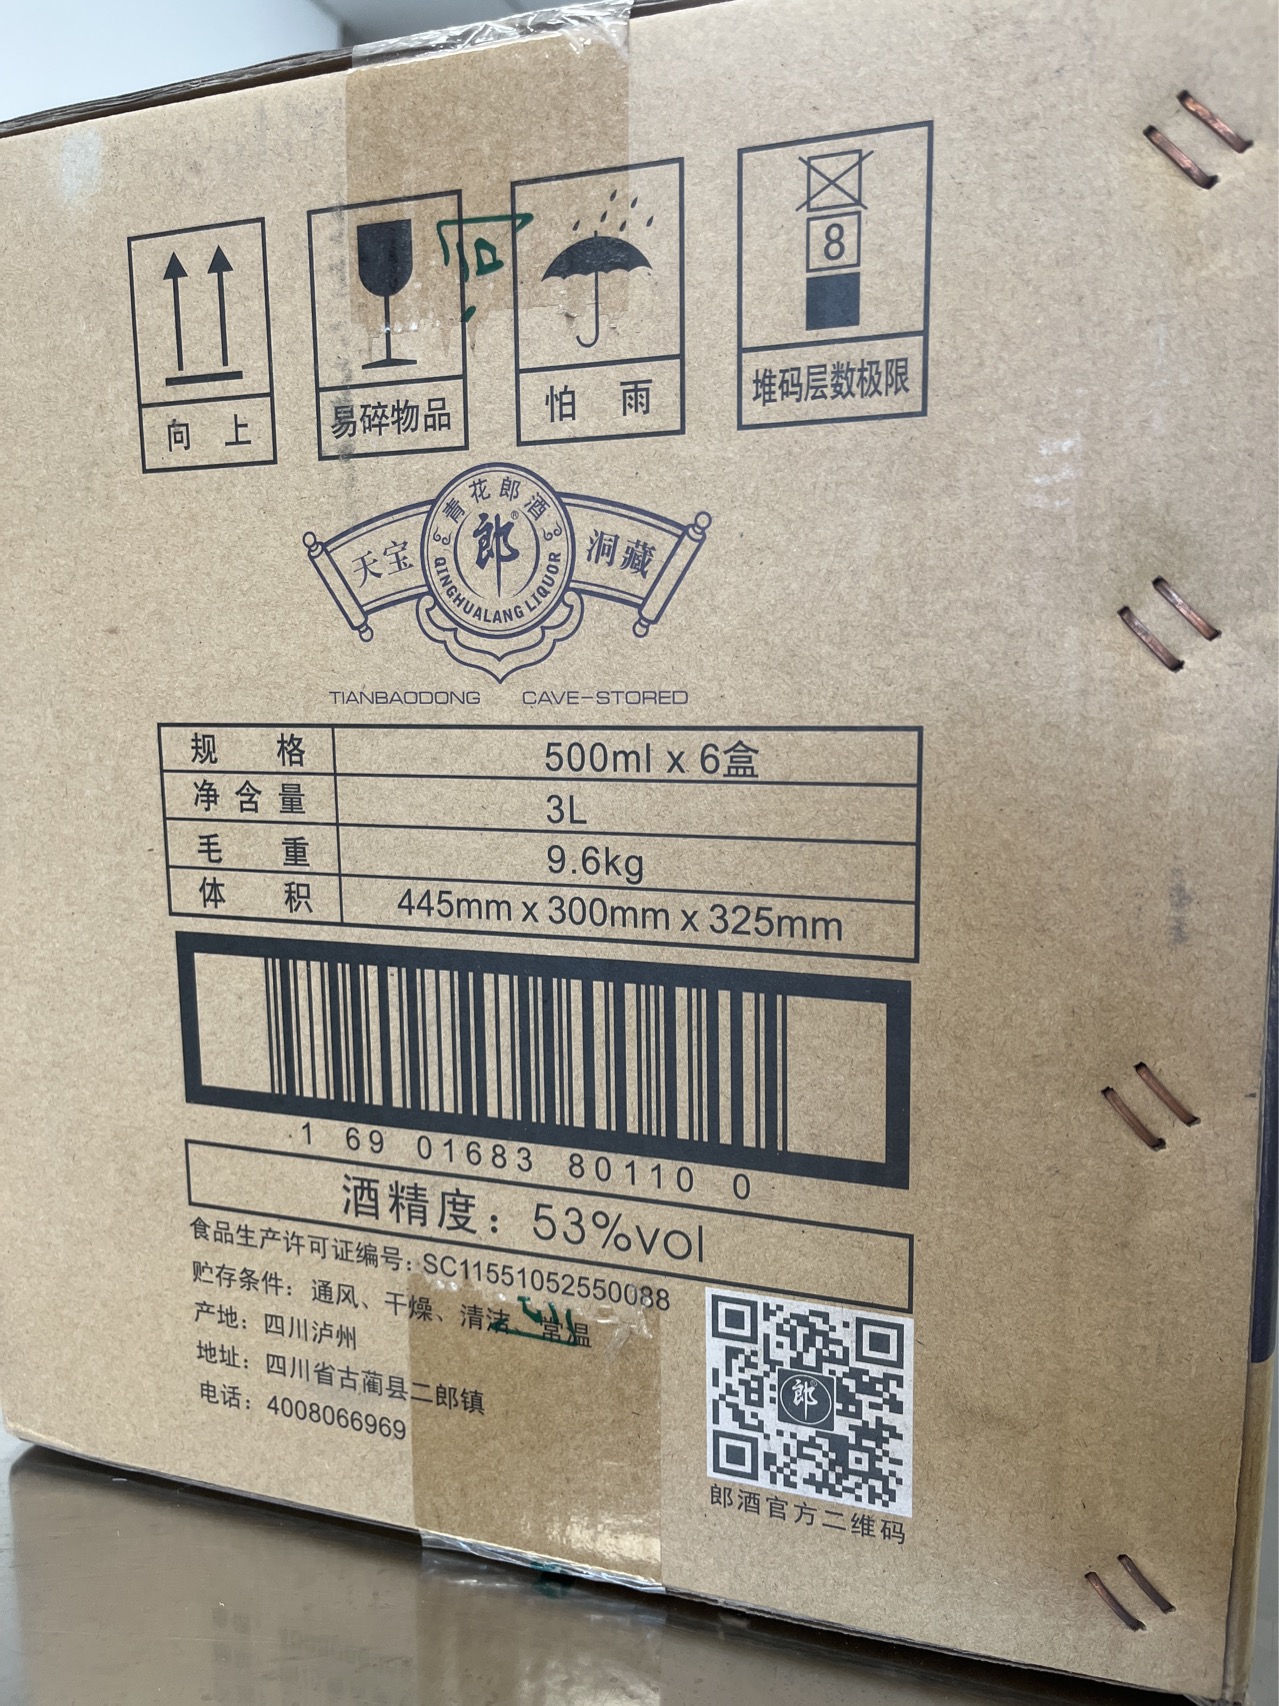 8
向 上
易碎物品
怕 雨
堆码层数极限
青花郎酒
天宝 郎® 洞藏
QINGHUALANG LIQUOR
TIANBAODONG CAVE-STORED
规 格 500ml x 6盒
净含量 3L
毛 重 9.6kg
体 积 445mm x 300mm x 325mm
1 69 01683 80110 0
酒精度：53%vol
食品生产许可证编号：SC11551052550088
贮存条件：通风、干燥、清洁、常温
产地：四川泸州
地址：四川省古蔺县二郎镇
电话：4008066969
郎
郎酒官方二维码